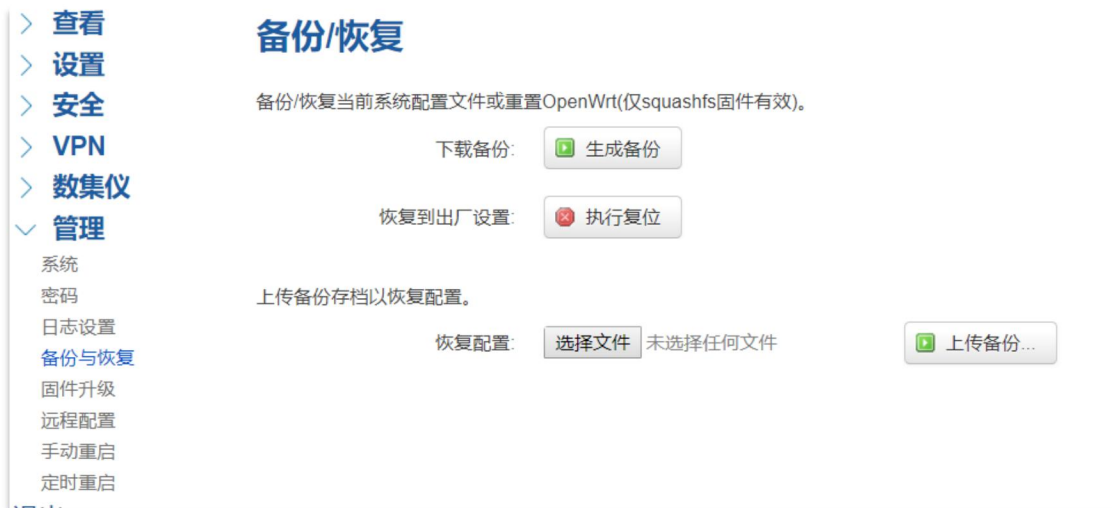 查看
设置
安全
VPN
数集仪
管理
系统
密码
日志设置
备份与恢复
固件升级
远程配置
手动重启
定时重启
备份/恢复
备份/恢复当前系统配置文件或重置OpenWrt(仅squashfs固件有效)。
下载备份: 生成备份
恢复到出厂设置: 执行复位
上传备份存档以恢复配置。
恢复配置: 选择文件 未选择任何文件 上传备份...